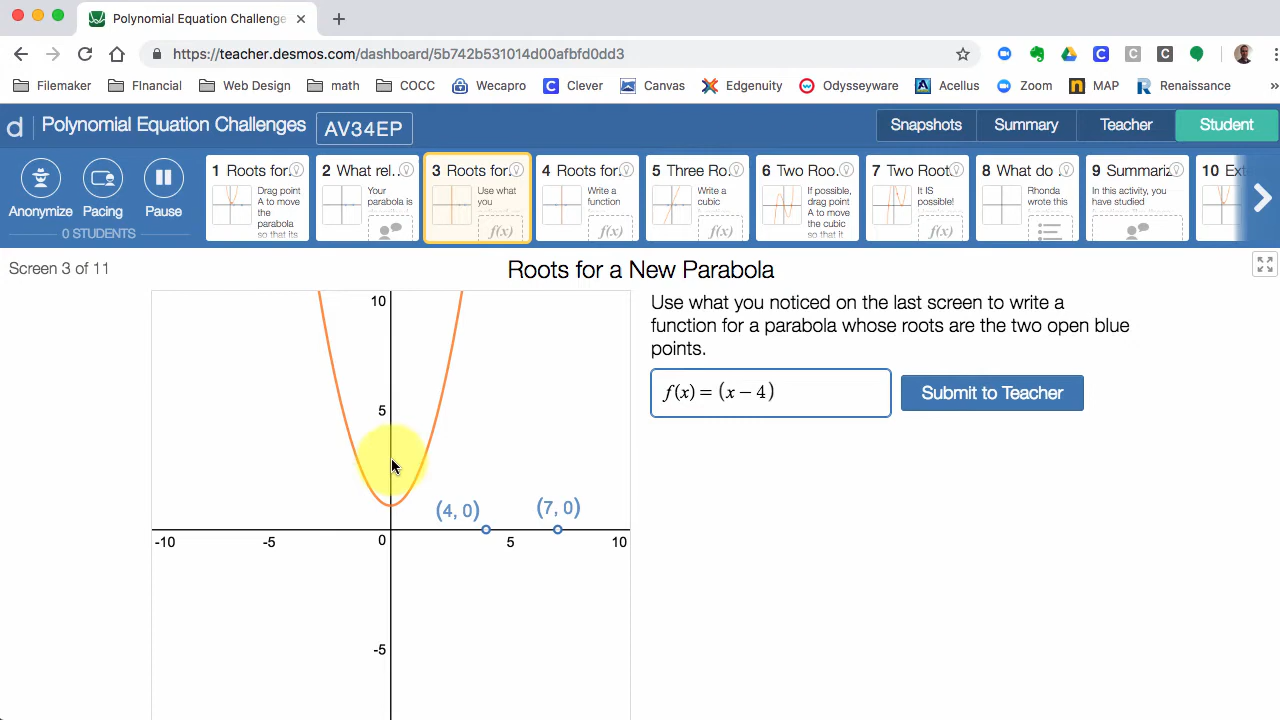 Polynomial Equation Challenge
https://teacher.desmos.com/dashboard/5b742b531014d00afbfd0dd3
Filemaker FInancial Web Design math COCC Wecapro Clever Canvas Edgenuity Odysseyware Acellus Zoom MAP Renaissance »
d Polynomial Equation Challenges AV34EP Snapshots Summary Teacher Student
Anonymize Pacing Pause
0 STUDENTS
1 Roots for..
Drag point
A to move
the
parabola
so that its
2 What rel..
Your
parabola is
3 Roots for..
Use what
you
f(x)
4 Roots for..
Write a
function
f(x)
5 Three Ro..
Write a
cubic
f(x)
6 Two Roo..
If possible,
drag point
A to move
the cubic
so that it
7 Two Root..
It IS
possible!
f(x)
8 What do ..
Rhonda
wrote this
9 Summariz
In this activity, you
have studied
10 Ext
Screen 3 of 11
Roots for a New Parabola
Use what you noticed on the last screen to write a
function for a parabola whose roots are the two open blue
points.
f(x) = (x − 4)
Submit to Teacher
10
5
(4, 0) (7, 0)
-10 -5 0 5 10
-5